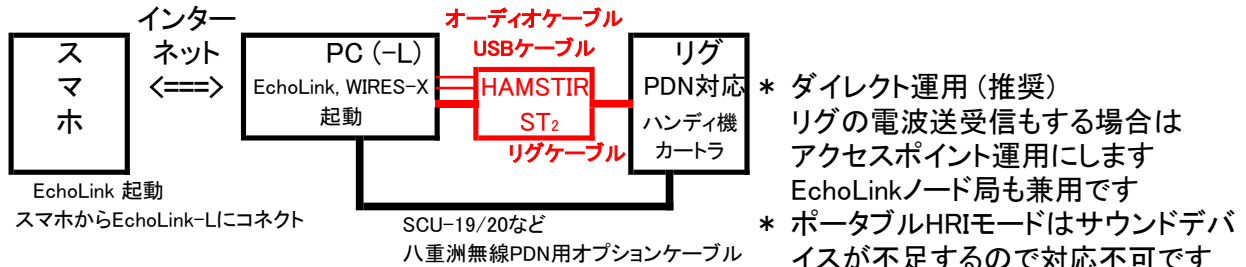 インター
ネット
<===>
スマホ
EchoLink 起動
スマホからEchoLink-Lにコネクト
PC (-L)
EchoLink, WIRES-X
起動
オーディオケーブル
USBケーブル
HAMSTIR
ST2
リグケーブル
リグ
PDN対応
ハンディ機
カートラ
SCU-19/20など
八重洲無線PDN用オプションケーブル
* ダイレクト運用 (推奨)
リグの電波送受信もする場合は
アクセスポイント運用にします
EchoLinkノード局も兼用です
* ポータブルHRIモードはサウンドデバ
イスが不足するので対応不可です